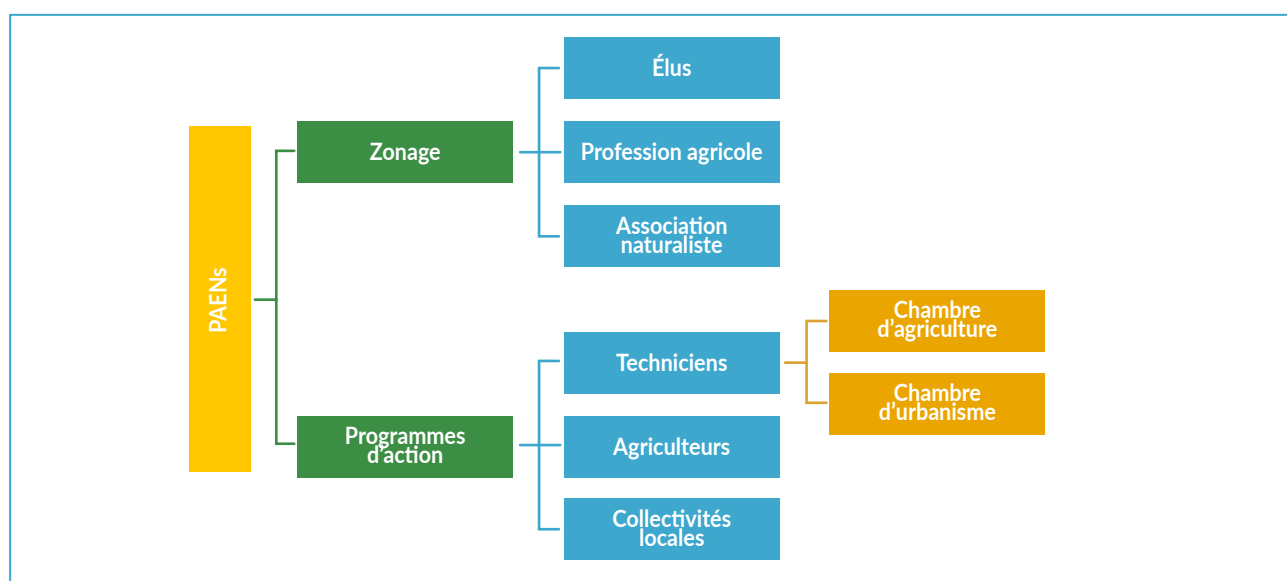 PAENs
Zonage
Élus
Profession agricole
Association
naturaliste
Programmes
d'action
Techniciens
Chambre
d'agriculture
Chambre
d'urbanisme
Agriculteurs
Collectivités
locales